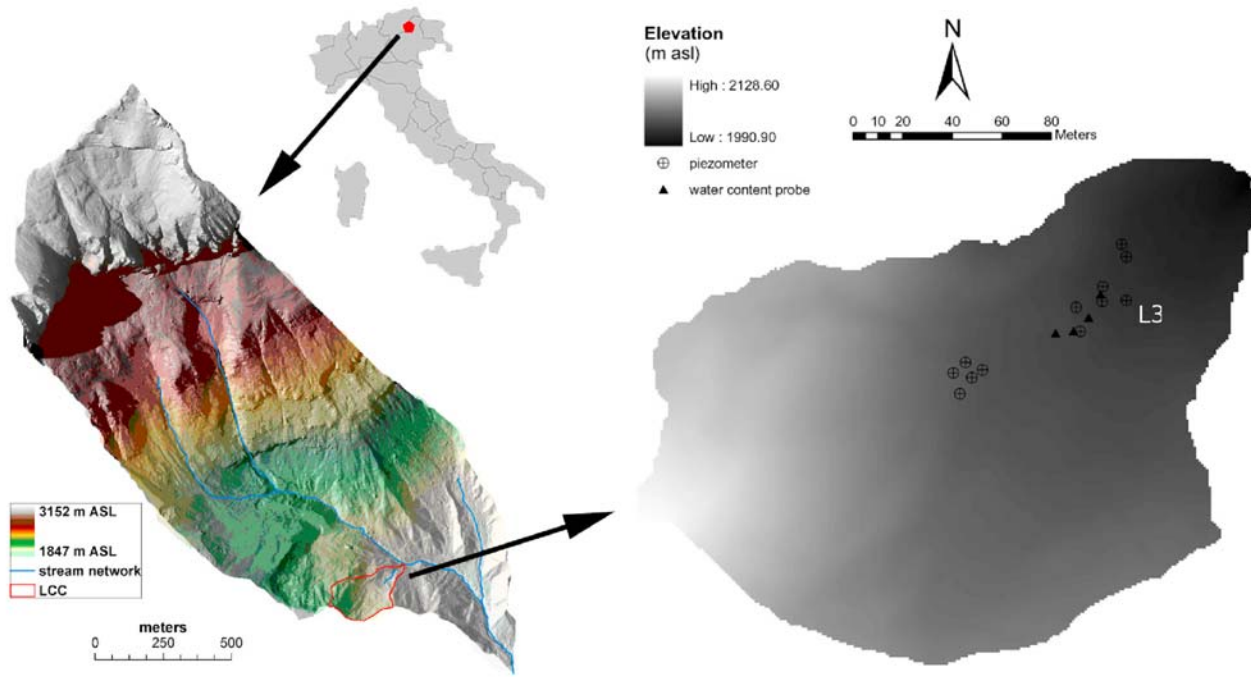 3152 m ASL
1847 m ASL
stream network
LCC
meters
0 250 500
Elevation
(m asl)
High : 2128.60
Low : 1990.90
piezometer
water content probe
N
0 10 20 40 60 80
Meters
L3